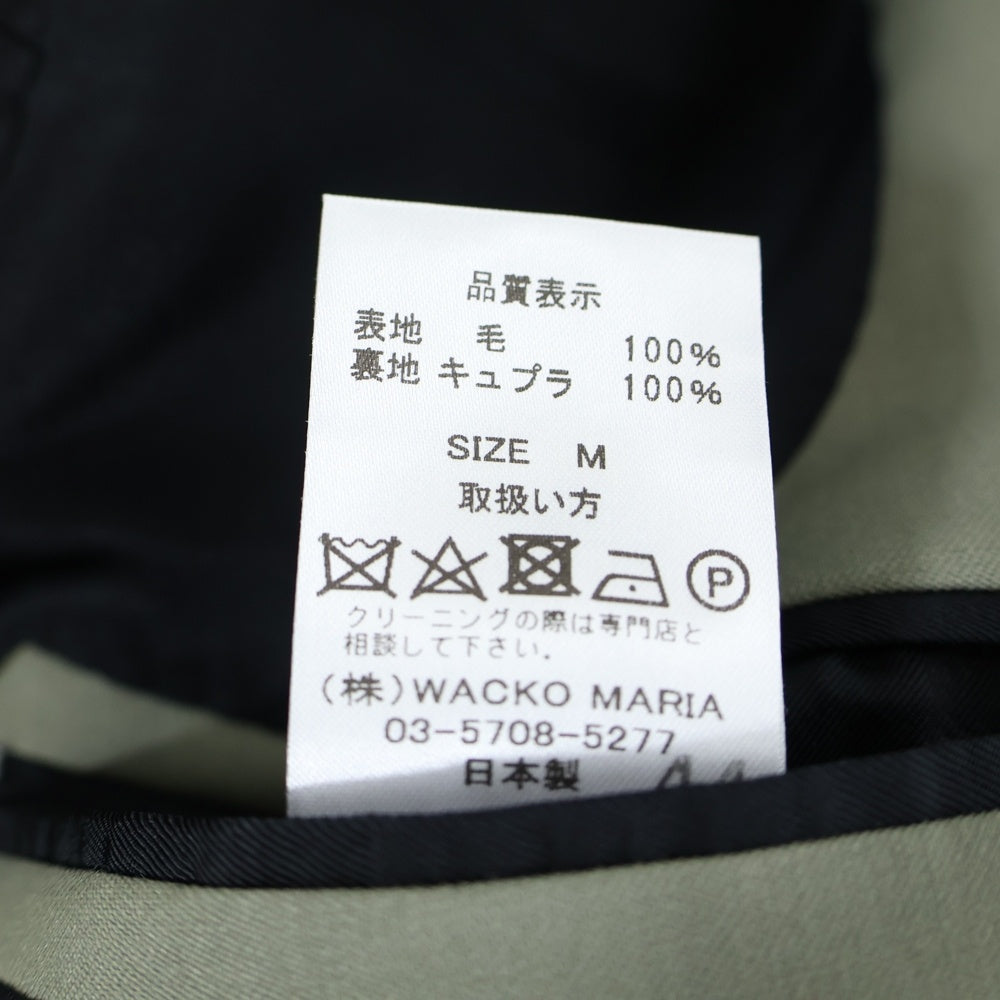 品質表示
表地 毛 100%
裏地 キュプラ 100%
SIZE M
取扱い方
P
クリーニングの際は専門店と
相談して下さい。
(株)WACKO MARIA
03-5708-5277
日本製